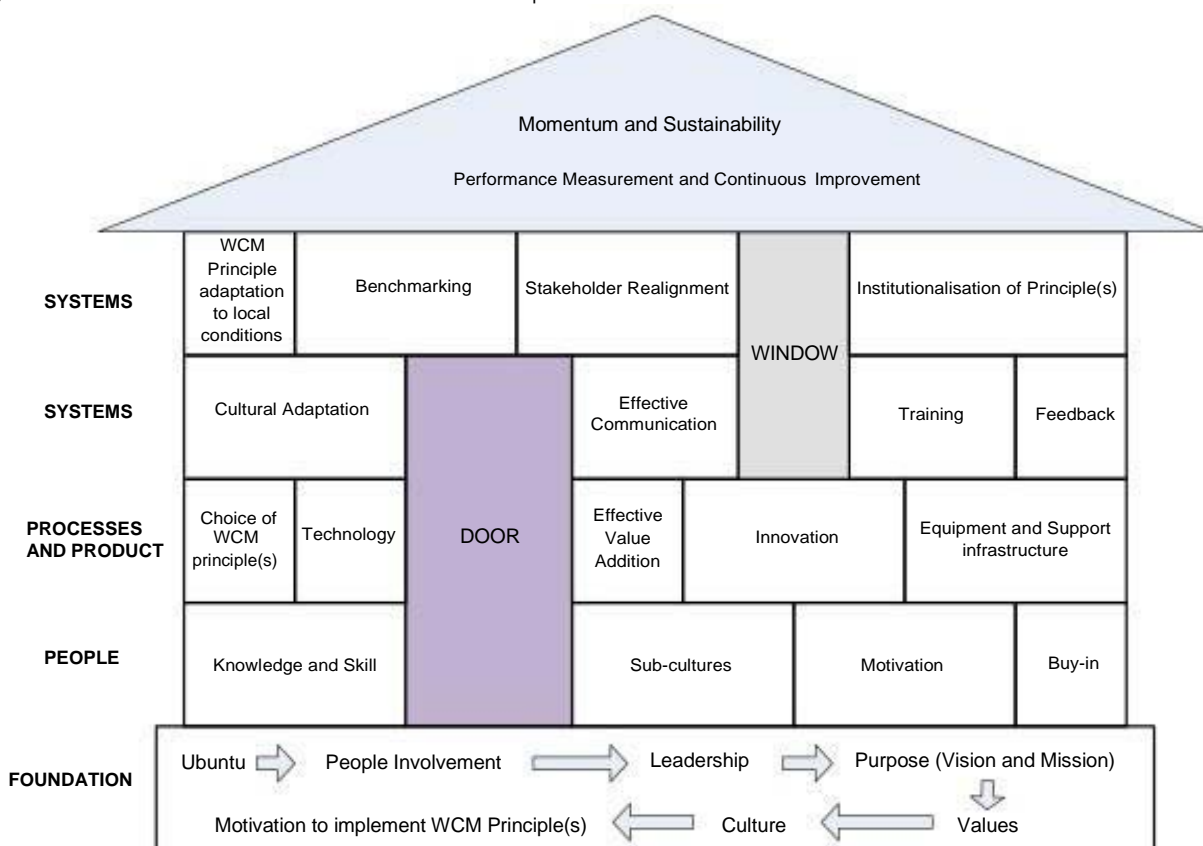 Momentum and Sustainability
Performance Measurement and Continuous Improvement
SYSTEMS
WCM
Principle
adaptation
to local
conditions
Benchmarking
Stakeholder Realignment
WINDOW
Institutionalisation of Principle(s)
SYSTEMS
Cultural Adaptation
DOOR
Effective
Communication
Training
Feedback
PROCESSES
AND PRODUCT
Choice of
WCM
principle(s)
Technology
Effective
Value
Addition
Innovation
Equipment and Support
infrastructure
PEOPLE
Knowledge and Skill
Sub-cultures
Motivation
Buy-in
FOUNDATION
Ubuntu
People Involvement
Leadership
Purpose (Vision and Mission)
Motivation to implement WCM Principle(s)
Culture
Values